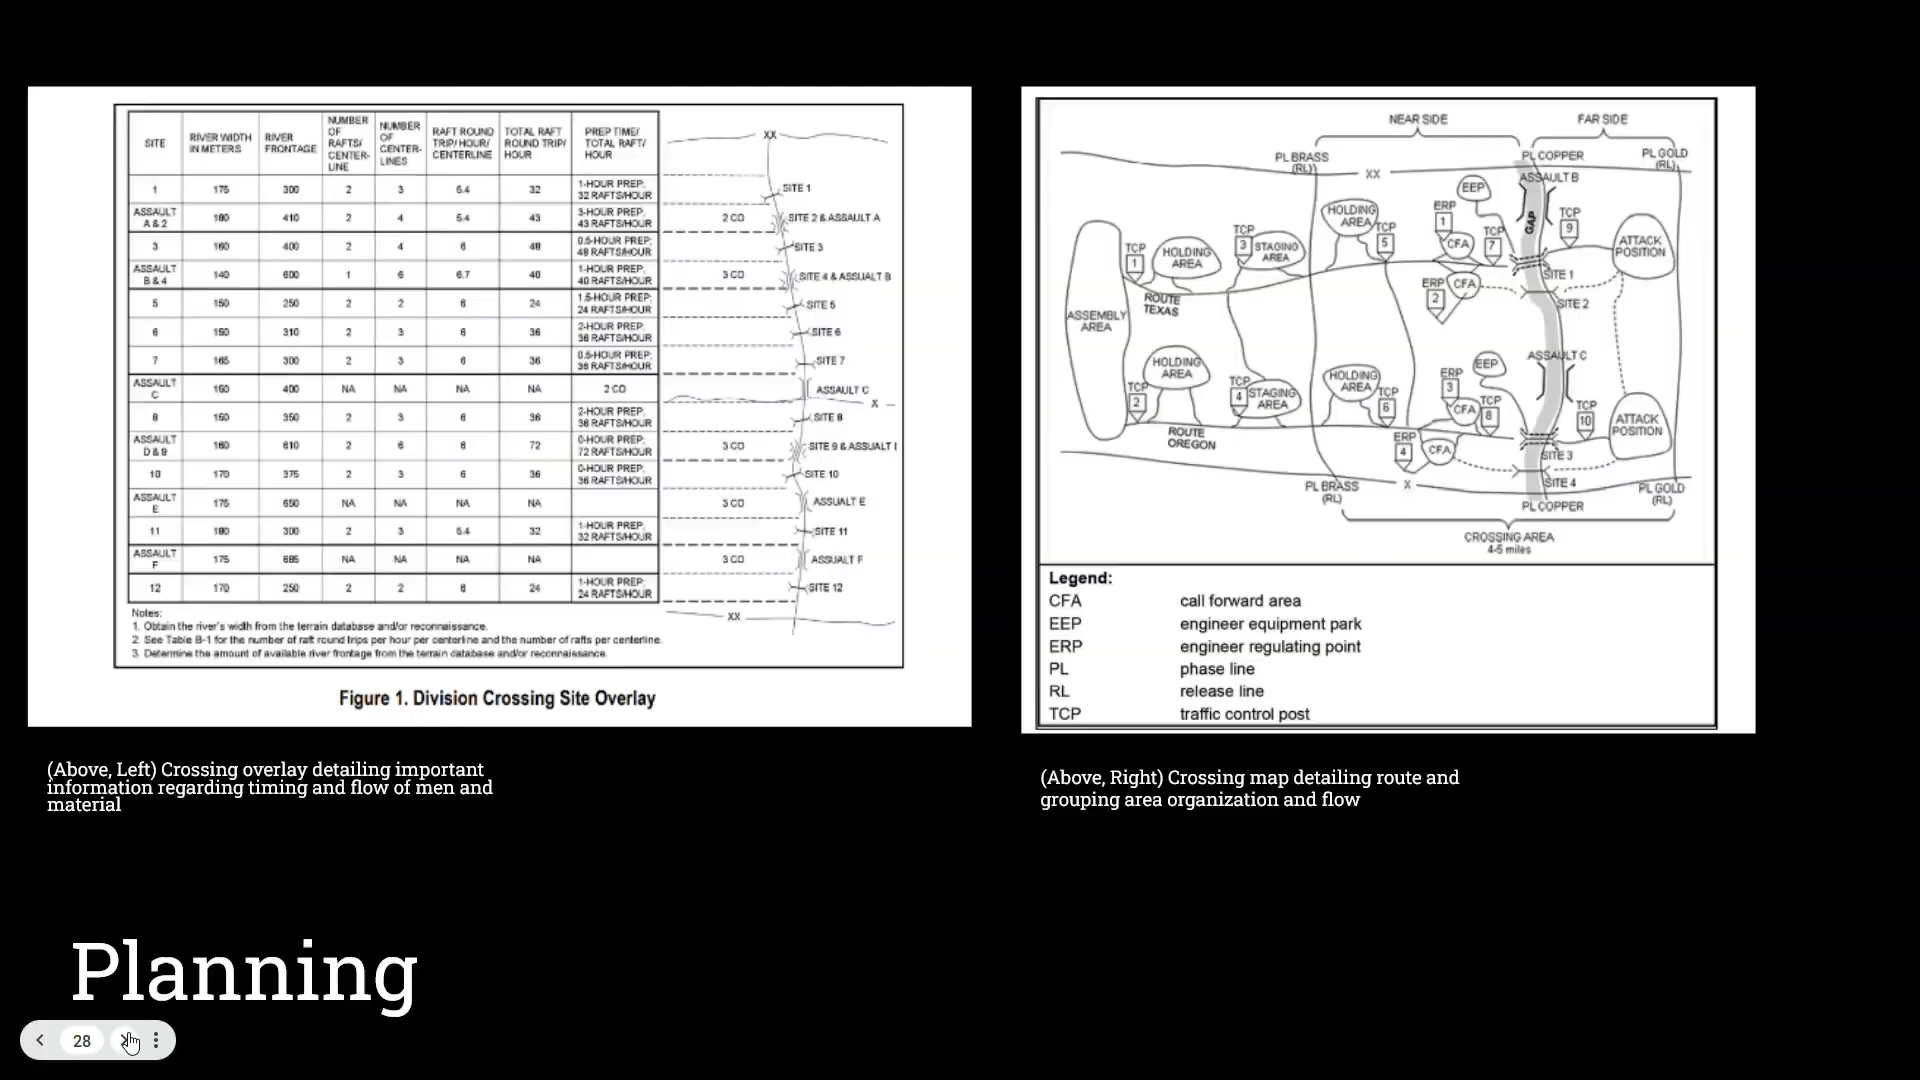 SITE
RIVER WIDTH
IN METERS
RIVER
FRONTAGE
NUMBER
OF
RAFTS/
CENTER-
LINE
NUMBER
OF
CENTER-
LINES
RAFT ROUND
TRIP/HOUR/
CENTERLINE
TOTAL RAFT
ROUND TRIP/
HOUR
PREP TIME/
TOTAL RAFT/
HOUR
1 175 300 2 3 5.4 32 1-HOUR PREP;
32 RAFTS/HOUR
ASSAULT
A & 2 180 410 2 4 5.4 43 3-HOUR PREP;
43 RAFTS/HOUR
3 160 400 2 4 6 48 0.5-HOUR PREP;
48 RAFTS/HOUR
ASSAULT
B & 4 140 600 1 6 6.7 40 1-HOUR PREP;
40 RAFTS/HOUR
5 150 250 2 2 6 24 1.5-HOUR PREP;
24 RAFTS/HOUR
6 150 310 2 3 6 36 2-HOUR PREP;
36 RAFTS/HOUR
7 165 300 2 3 6 36 0.5-HOUR PREP;
36 RAFTS/HOUR
ASSAULT
C 150 400 NA NA NA NA 2 CO
8 150 350 2 3 6 36 2-HOUR PREP;
36 RAFTS/HOUR
ASSAULT
D & 9 160 610 2 6 6 72 0-HOUR PREP;
72 RAFTS/HOUR
10 170 375 2 3 6 36 0-HOUR PREP;
36 RAFTS/HOUR
ASSAULT
E 175 650 NA NA NA NA
11 180 300 2 3 5.4 32 1-HOUR PREP;
32 RAFTS/HOUR
ASSAULT
F 175 685 NA NA NA NA
12 170 250 2 2 6 24 1-HOUR PREP;
24 RAFTS/HOUR
XX
SITE 1
2 CO SITE 2 & ASSAULT A
SITE 3
3 CO SITE 4 & ASSUALT B
SITE 5
SITE 6
SITE 7
ASSAULT C
X
SITE 8
3 CO SITE 9 & ASSUALT
SITE 10
3 CO ASSUALT E
SITE 11
3 CO ASSUALT F
SITE 12
XX
Notes:
1. Obtain the river's width from the terrain database and/or reconnaissance.
2. See Table B-1 for the number of raft round trips per hour per centerline and the number of rafts per centerline.
3. Determine the amount of available river frontage from the terrain database and/or reconnaissance.
Figure 1. Division Crossing Site Overlay
(Above, Left) Crossing overlay detailing important
information regarding timing and flow of men and
material
NEAR SIDE
FAR SIDE
PL BRASS
(RL)
XX
PL COPPER
PL GOLD
(RL)
ASSAULT B
EEP
GAP
HOLDING
AREA
ERP
1
TCP
5
CFA
TCP
7
TCP
9
ATTACK
POSITION
TCP
1
HOLDING
AREA
TCP
3
STAGING
AREA
SITE 1
ERP
2
CFA
SITE 2
ROUTE
TEXAS
ASSEMBLY
AREA
ASSAULT C
HOLDING
AREA
EEP
HOLDING
AREA
ERP
3
TCP
2
TCP
4
STAGING
AREA
TCP
6
CFA
TCP
8
TCP
10
ATTACK
POSITION
ROUTE
OREGON
ERP
4
CFA
SITE 3
SITE 4
PL BRASS
(RL)
X
PL COPPER
PL GOLD
(RL)
CROSSING AREA
4-5 miles
Legend:
CFA call forward area
EEP engineer equipment park
ERP engineer regulating point
PL phase line
RL release line
TCP traffic control post
(Above, Right) Crossing map detailing route and
grouping area organization and flow
Planning
28